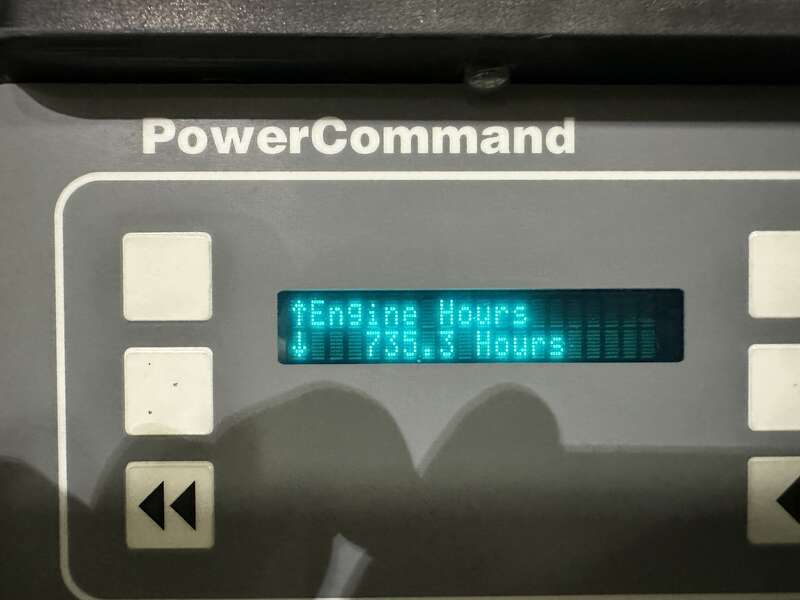 PowerCommand
↑Engine Hours
↓ 735.3 Hours